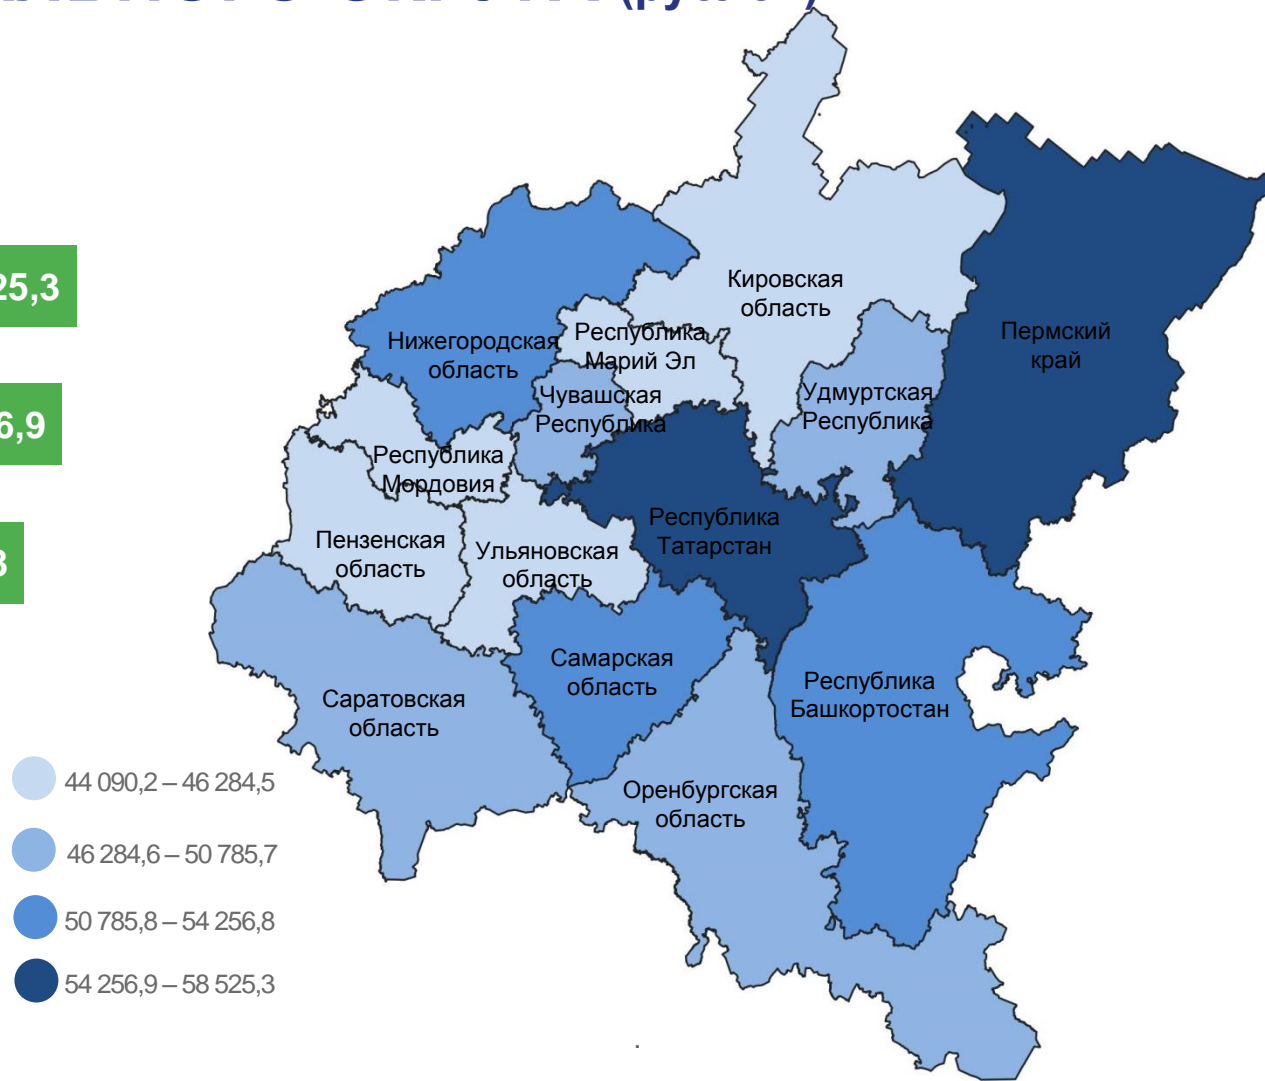 25,3
6,9
3
Кировская
область
Пермский
край
Нижегородская
область
Республика
Марий Эл
Чувашская
Республика
Удмуртская
Республика
Республика
Мордовия
Пензенская
область
Ульяновская
область
Республика
Татарстан
Самарская
область
Саратовская
область
Республика
Башкортостан
Оренбургская
область
44 090,2 – 46 284,5
46 284,6 – 50 785,7
50 785,8 – 54 256,8
54 256,9 – 58 525,3